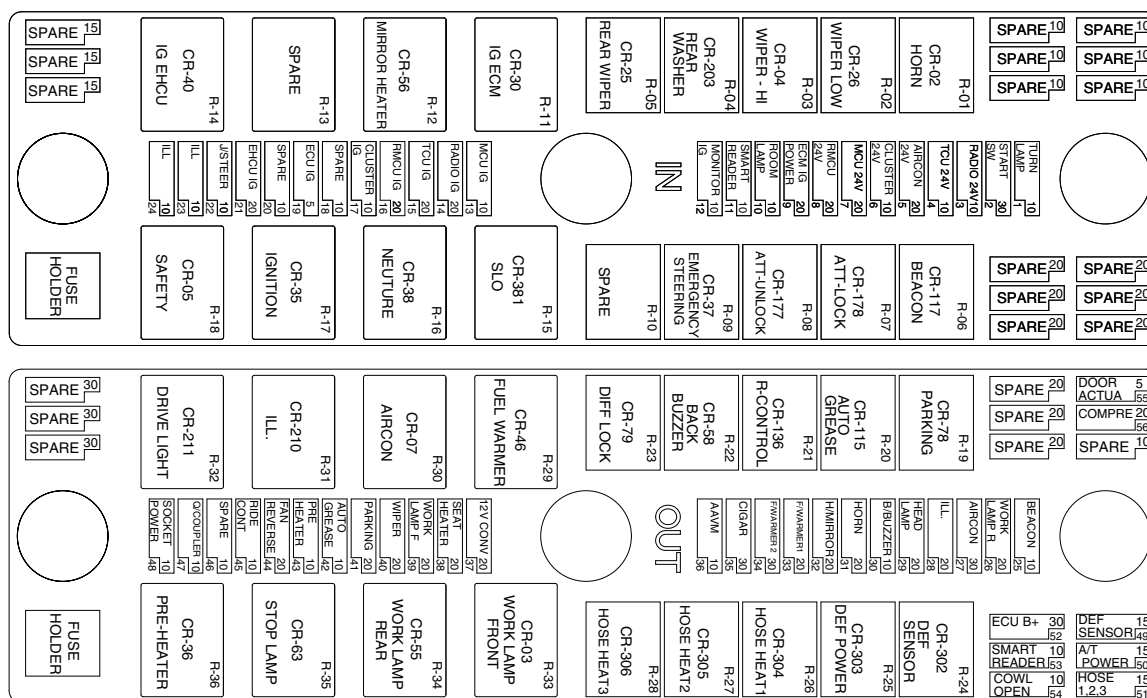 SPARE 15
SPARE 15
SPARE 15
CR-40
IG EHCU
R-14
SPARE
R-13
CR-56
MIRROR HEATER
R-12
CR-30
IG ECM
R-11
CR-25
REAR WIPER
R-05
CR-203
REAR
WASHER
R-04
CR-04
WIPER - HI
R-03
CR-26
WIPER LOW
R-02
CR-02
HORN
R-01
SPARE 10
SPARE 10
SPARE 10
SPARE 10
SPARE 10
SPARE 10
ILL 10 24
ILL 10 23
J/STEER 10 22
EHCU IG 20 21
SPARE 10 20
ECU IG 5 19
SPARE 10 18
CLUSTER
IG 10 17
RMCU IG 20 16
TCU IG 20 15
RADIO IG 20 14
MCU IG 10 13
IN
MONITOR
IG 10 12
SMART
READER 10 11
ROOM
LAMP 10 10
ECM IG
POWER 20 9
RMCU
24V 20 8
MCU 24V 20 7
CLUSTER
24V 10 6
AIRCON
24V 20 5
TCU 24V 10 4
RADIO 24V 10 3
START
SW 30 2
TURN
LAMP 10 1
FUSE
HOLDER
CR-05
SAFETY
R-18
CR-35
IGNITION
R-17
CR-38
NEUTURE
R-16
CR-381
SLO
R-15
SPARE
R-10
CR-37
EMERGENCY
STEERING
R-09
CR-177
ATT-UNLOCK
R-08
CR-178
ATT-LOCK
R-07
CR-117
BEACON
R-06
SPARE 20
SPARE 20
SPARE 20
SPARE 20
SPARE 20
SPARE 20
SPARE 30
SPARE 30
SPARE 30
CR-211
DRIVE LIGHT
R-32
CR-210
ILL.
R-31
CR-07
AIRCON
R-30
CR-46
FUEL WARMER
R-29
CR-79
DIFF LOCK
R-23
CR-58
BACK
BUZZER
R-22
CR-136
R-CONTROL
R-21
CR-115
AUTO
GREASE
R-20
CR-78
PARKING
R-19
SPARE 20
SPARE 20
SPARE 20
DOOR
ACTUA 5 55
COMPRE 20 56
SPARE 10
SOCKET
POWER 10 48
Q/COUPLER 10 47
SPARE 10 46
RIDE
CONT 10 45
FAN
REVERSE 20 44
PRE
HEATER 10 43
AUTO
GREASE 10 42
PARKING 20 41
WIPER 20 40
WORK
LAMP F 20 39
SEAT
HEATER 20 38
12V CONV 20 37
OUT
AAVM 10 36
CIGAR 30 35
F/WARMER 2 30 34
F/WARMER1 20 33
H/MIRROR 20 32
HORN 20 31
B/BUZZER 10 30
HEAD
LAMP 20 29
ILL. 20 28
AIRCON 30 27
WORK
LAMP R 20 26
BEACON 10 25
FUSE
HOLDER
CR-36
PRE-HEATER
R-36
CR-63
STOP LAMP
R-35
CR-55
WORK LAMP
REAR
R-34
CR-03
WORK LAMP
FRONT
R-33
CR-306
HOSE HEAT3
R-28
CR-305
HOSE HEAT2
R-27
CR-304
HOSE HEAT1
R-26
CR-303
DEF POWER
R-25
CR-302
DEF
SENSOR
R-24
ECU B+ 30 52
SMART
READER 10 53
COWL
OPEN 10 54
DEF
SENSOR 15 49
A/T
POWER 15 50
HOSE
1.2.3 15